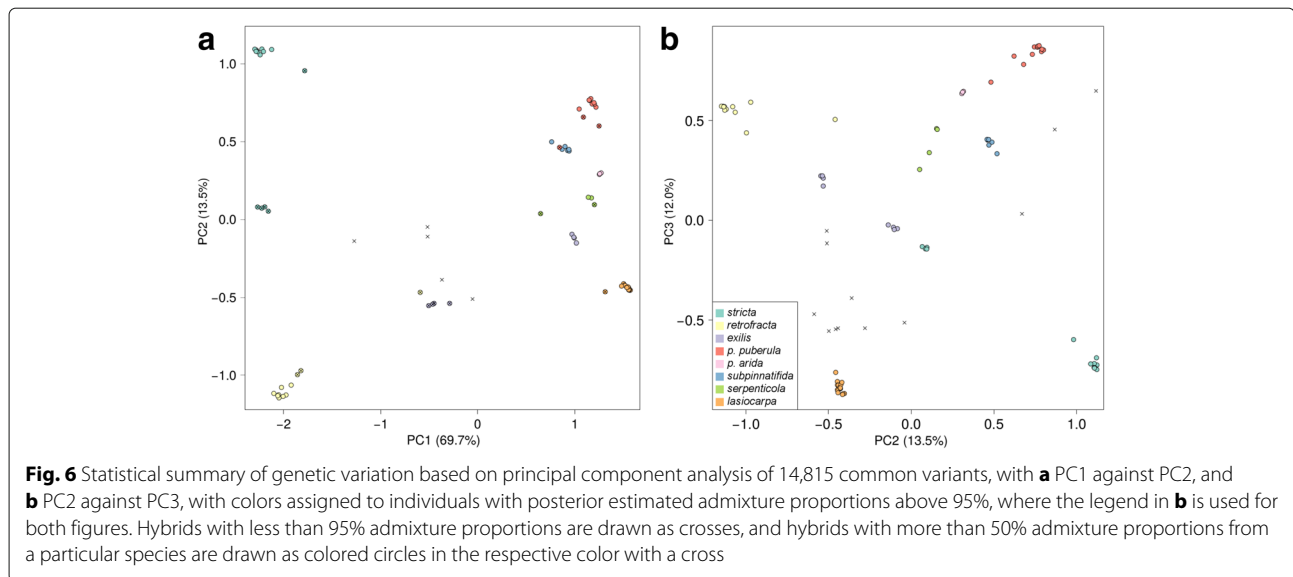 a
b
1.0
0.5
0.0
−0.5
−1.0
PC2 (13.5%)
−2
−1
0
1
PC1 (69.7%)
0.5
0.0
−0.5
PC3 (12.0%)
−1.0
−0.5
0.0
0.5
1.0
PC2 (13.5%)
stricta
retrofracta
exilis
p. puberula
p. arida
subpinnatifida
serpenticola
lasiocarpa
Fig. 6 Statistical summary of genetic variation based on principal component analysis of 14,815 common variants, with a PC1 against PC2, and
b PC2 against PC3, with colors assigned to individuals with posterior estimated admixture proportions above 95%, where the legend in b is used for
both figures. Hybrids with less than 95% admixture proportions are drawn as crosses, and hybrids with more than 50% admixture proportions from
a particular species are drawn as colored circles in the respective color with a cross